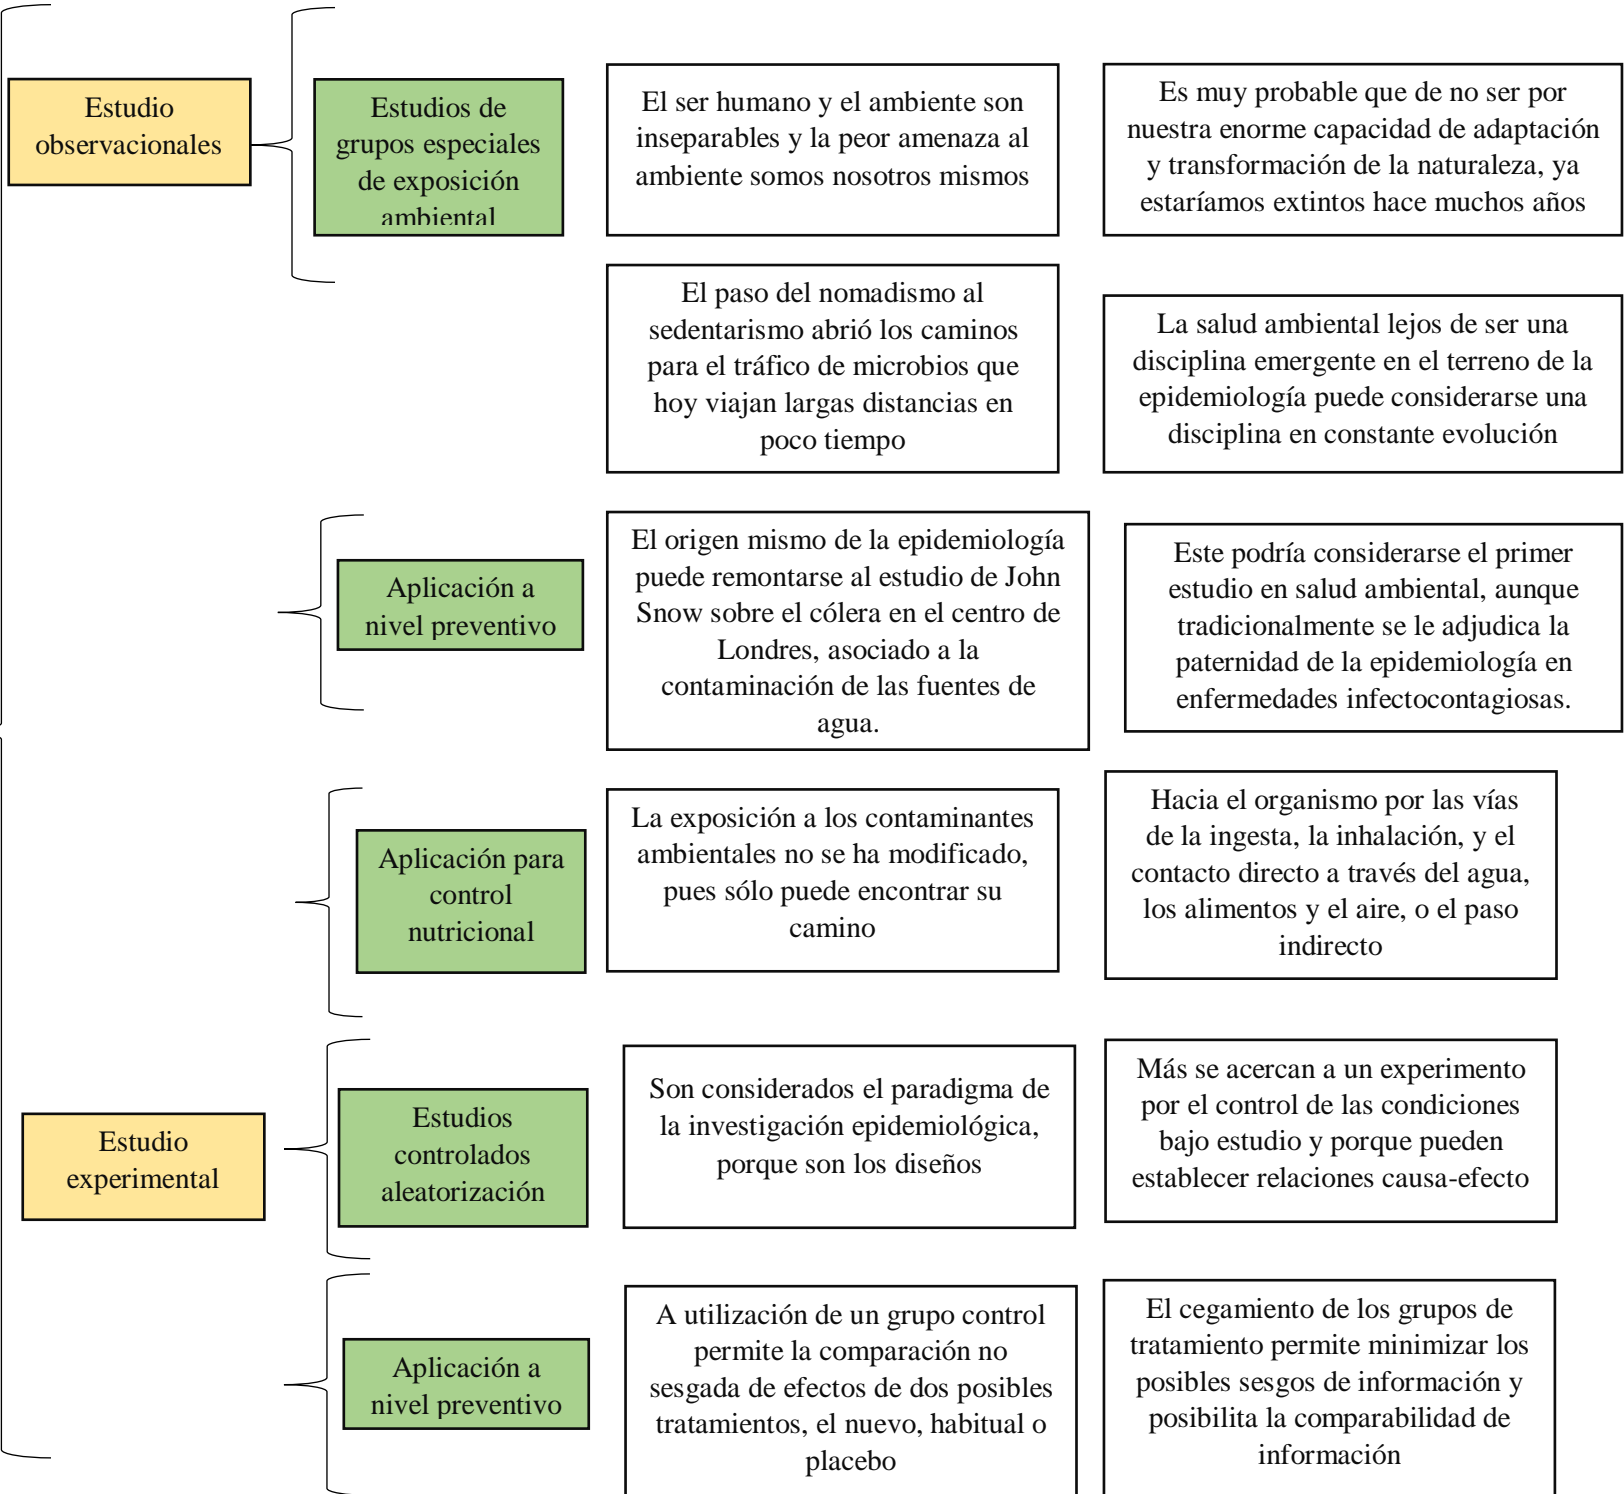 Estudio
observacionales
Estudios de
grupos especiales
de exposición
ambiental
El ser humano y el ambiente son
inseparables y la peor amenaza al
ambiente somos nosotros mismos
Es muy probable que de no ser por
nuestra enorme capacidad de adaptación
y transformación de la naturaleza, ya
estaríamos extintos hace muchos años
El paso del nomadismo al
sedentarismo abrió los caminos
para el tráfico de microbios que
hoy viajan largas distancias en
poco tiempo
La salud ambiental lejos de ser una
disciplina emergente en el terreno de la
epidemiología puede considerarse una
disciplina en constante evolución
Aplicación a
nivel preventivo
El origen mismo de la epidemiología
puede remontarse al estudio de John
Snow sobre el cólera en el centro de
Londres, asociado a la
contaminación de las fuentes de
agua.
Este podría considerarse el primer
estudio en salud ambiental, aunque
tradicionalmente se le adjudica la
paternidad de la epidemiología en
enfermedades infectocontagiosas.
Aplicación para
control
nutricional
La exposición a los contaminantes
ambientales no se ha modificado,
pues sólo puede encontrar su
camino
Hacia el organismo por las vías
de la ingesta, la inhalación, y el
contacto directo a través del agua,
los alimentos y el aire, o el paso
indirecto
Estudio
experimental
Estudios
controlados
aleatorización
Son considerados el paradigma de
la investigación epidemiológica,
porque son los diseños
Más se acercan a un experimento
por el control de las condiciones
bajo estudio y porque pueden
establecer relaciones causa-efecto
Aplicación a
nivel preventivo
A utilización de un grupo control
permite la comparación no
sesgada de efectos de dos posibles
tratamientos, el nuevo, habitual o
placebo
El cegamiento de los grupos de
tratamiento permite minimizar los
posibles sesgos de información y
posibilita la comparabilidad de
información